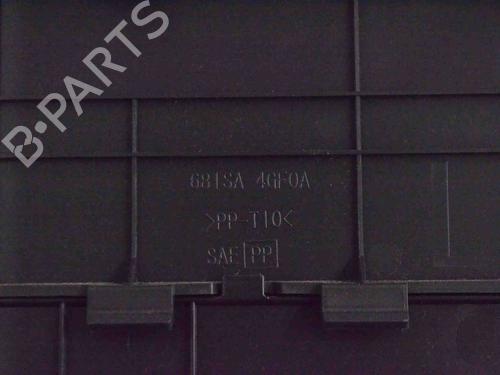 B·PARTS
681SA 4GF0A
>PP-T10<
SAE PP